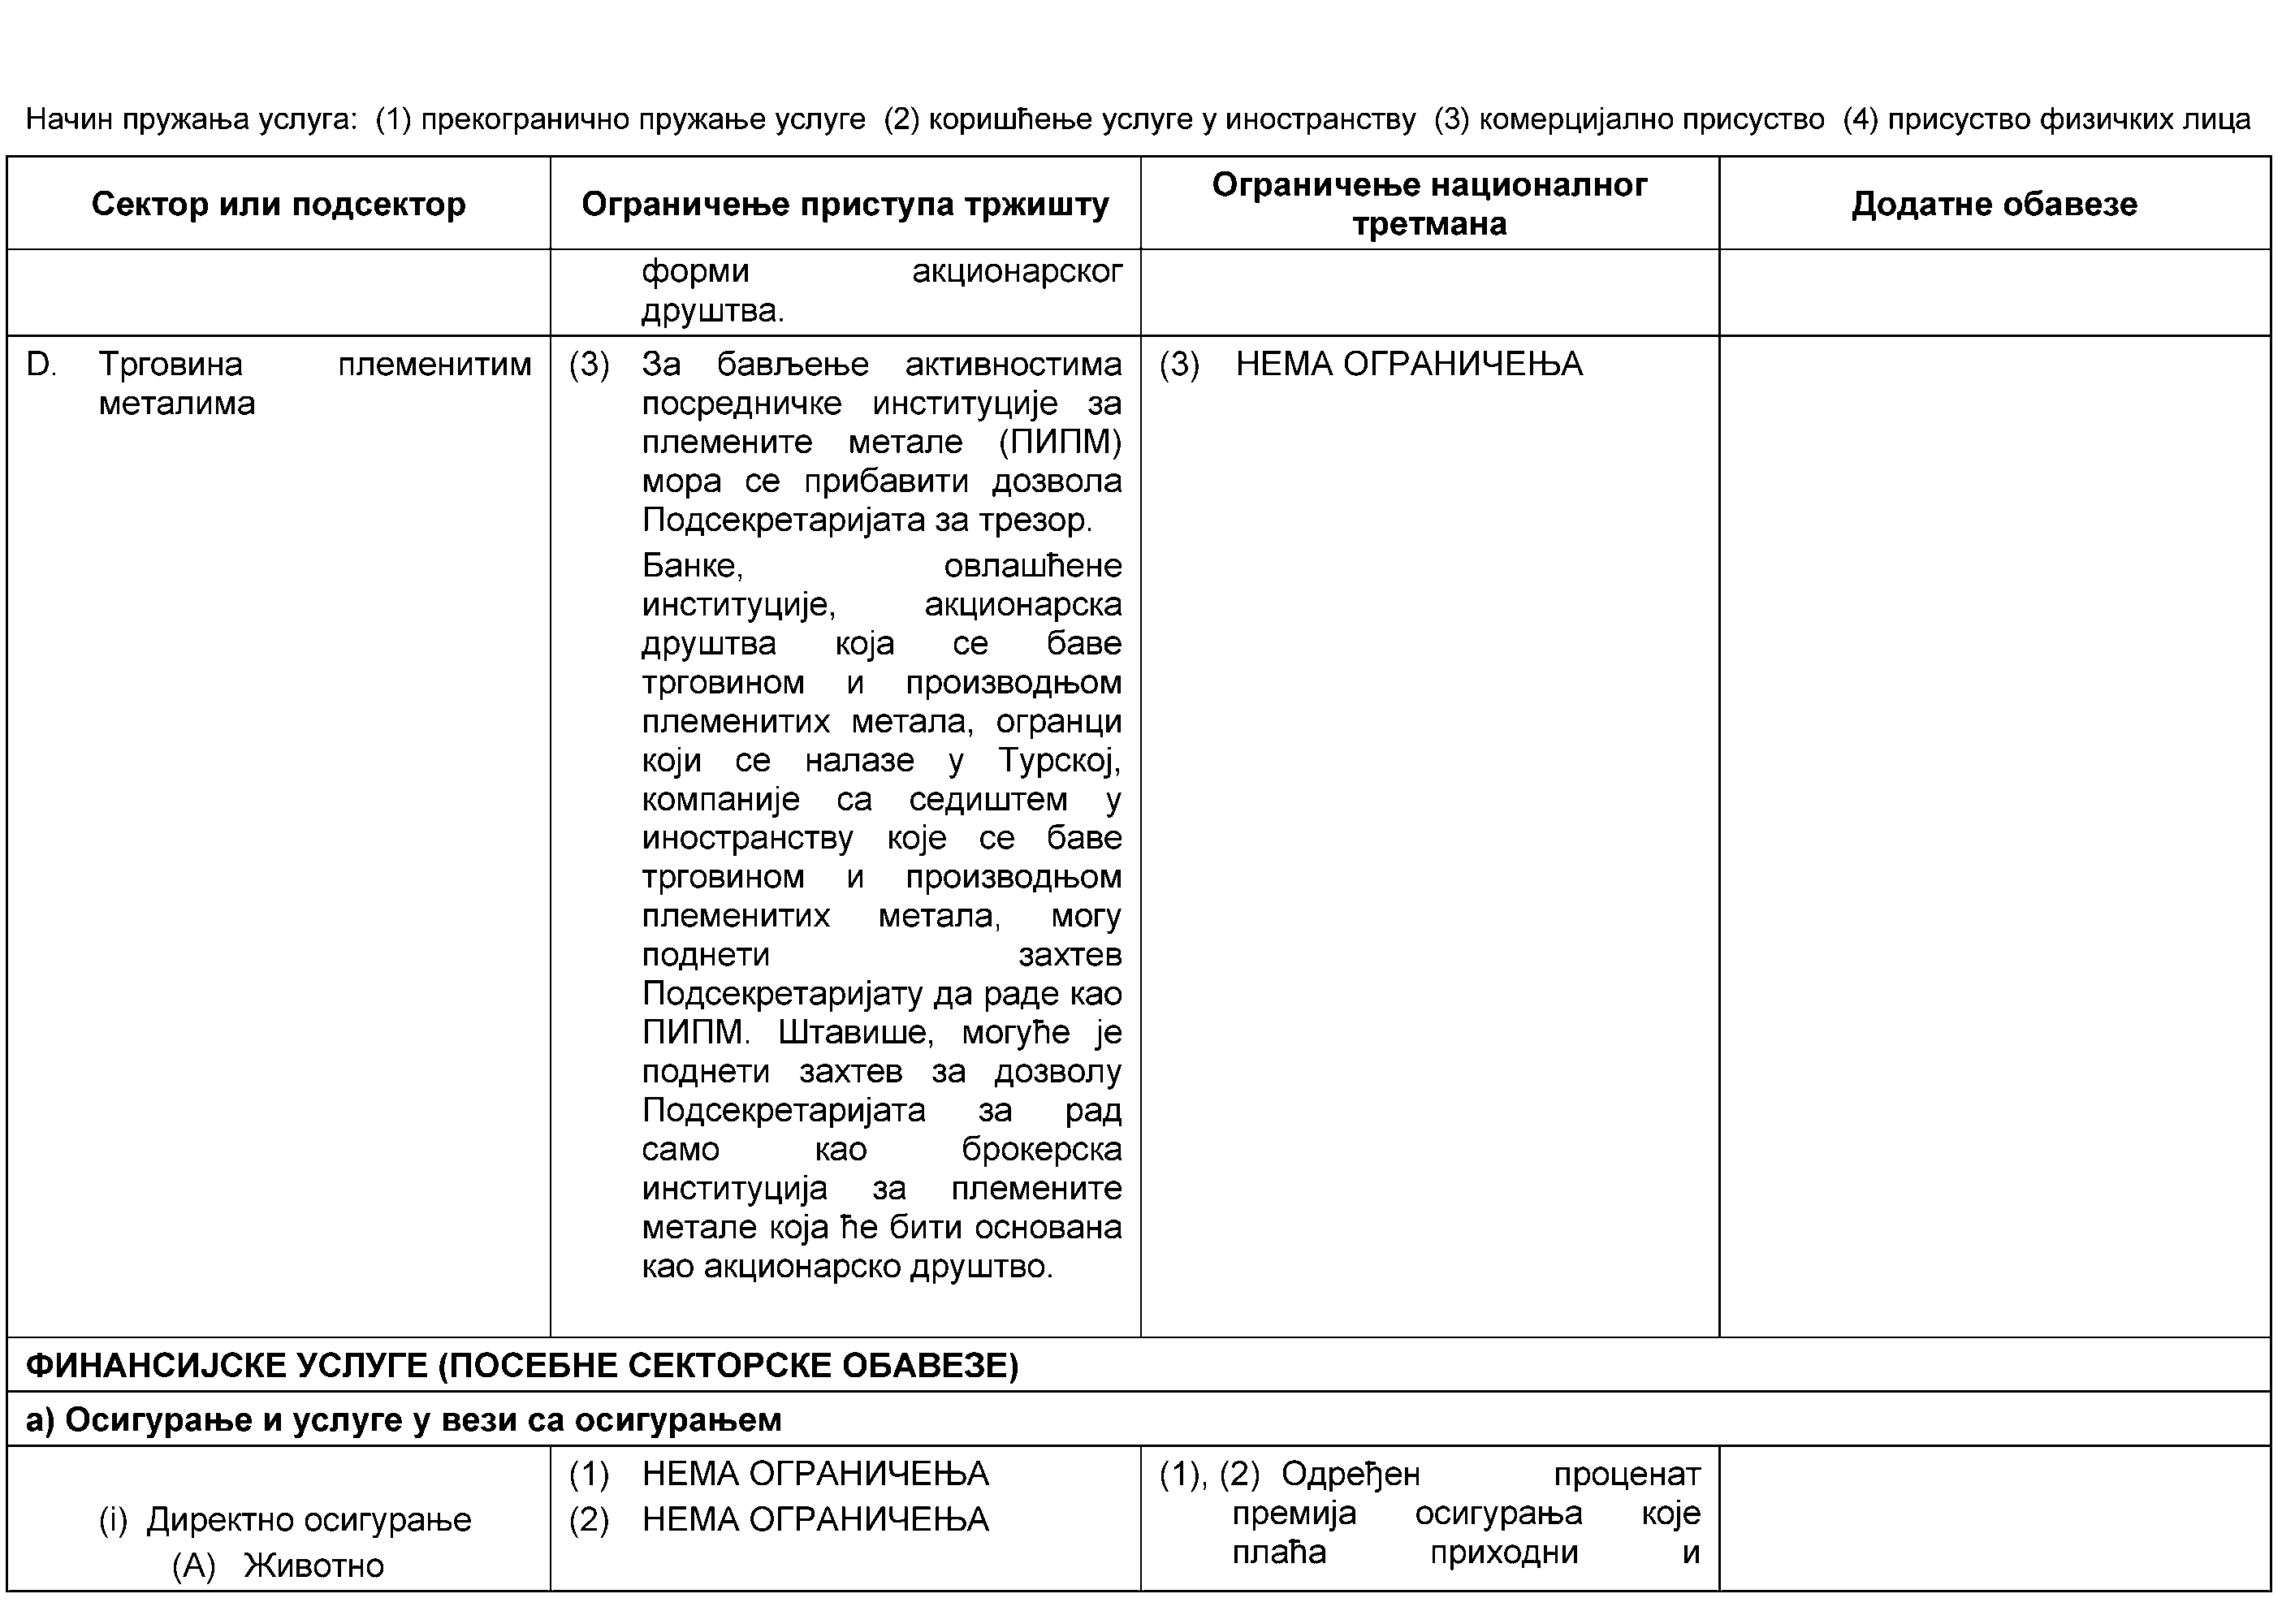 Начин пружања услуга: (1) прекогранично пружање услуге (2) коришћење услуге у иностранству (3) комерцијално присуство (4) присуство физичких лица
Сектор или подсектор
Ограничење приступа тржишту
Ограничење националног
третмана
Додатне обавезе
форми акционарског
друштва.
D. Трговина племенитим
металима
(3) За бављење активностима
посредничке институције за
племените метале (ПИПМ)
мора се прибавити дозвола
Подсекретаријата за трезор.
Банке, овлашћене
институције, акционарска
друштва која се баве
трговином и производњом
племенитих метала, огранци
који се налазе у Турској,
компаније са седиштем у
иностранству које се баве
трговином и производњом
племенитих метала, могу
поднети захтев
Подсекретаријату да раде као
ПИПМ. Штавише, могуће је
поднети захтев за дозволу
Подсекретаријата за рад
само као брокерска
институција за племените
метале која ће бити основана
као акционарско друштво.
(3) НЕМА ОГРАНИЧЕЊА
ФИНАНСИЈСКЕ УСЛУГЕ (ПОСЕБНЕ СЕКТОРСКЕ ОБАВЕЗЕ)
а) Осигурање и услуге у вези са осигурањем
(i) Директно осигурање
(А) Животно
(1) НЕМА ОГРАНИЧЕЊА
(2) НЕМА ОГРАНИЧЕЊА
(1), (2) Одређен проценат
премија осигурања које
плаћа приходни и